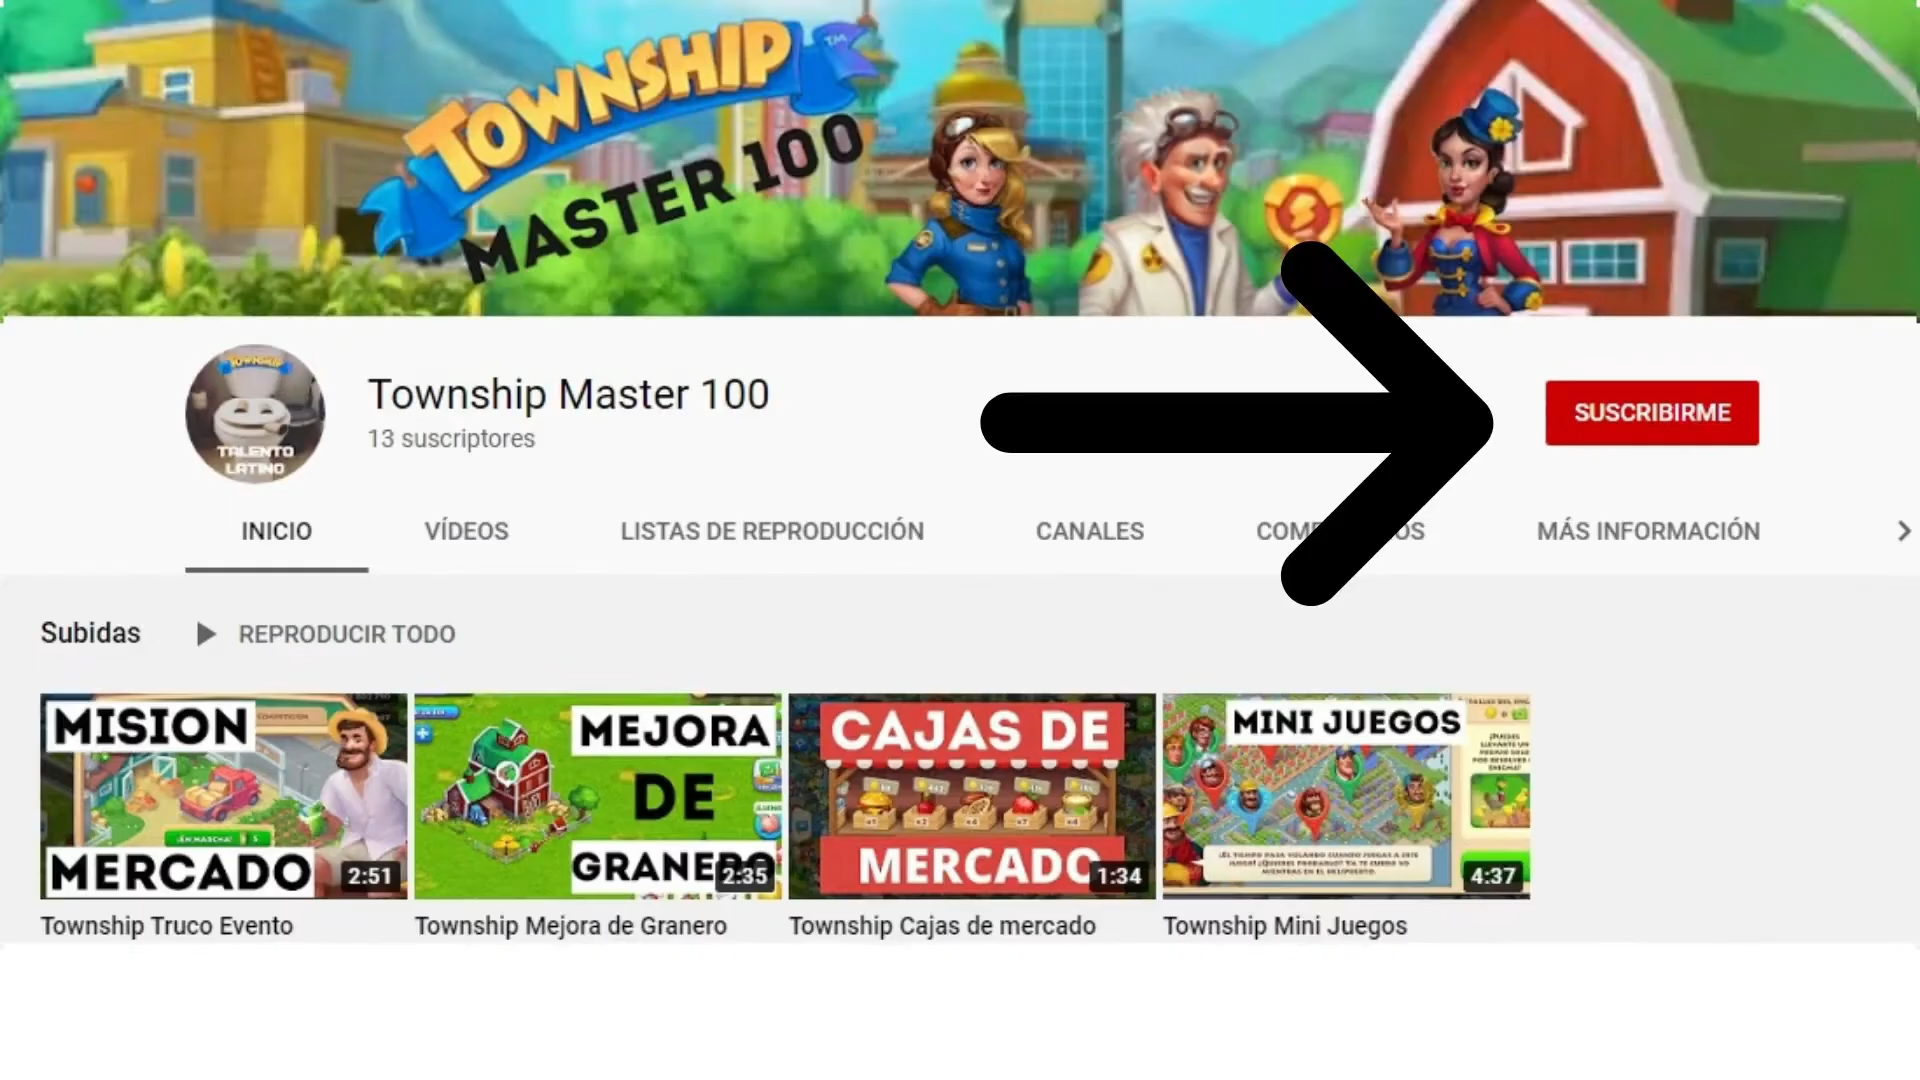 TOWNSHIP
TM
MASTER 100
TOWNSHIP
TALENTO
LATINO
Township Master 100
13 suscriptores
SUSCRIBIRME
INICIO
VÍDEOS
LISTAS DE REPRODUCCIÓN
CANALES
MÁS INFORMACIÓN
Subidas
REPRODUCIR TODO
MISION
MERCADO
2:51
MEJORA
DE
GRANERO
2:35
CAJAS DE
MERCADO
1:34
MINI JUEGOS
4:37
Township Truco Evento
Township Mejora de Granero
Township Cajas de mercado
Township Mini Juegos